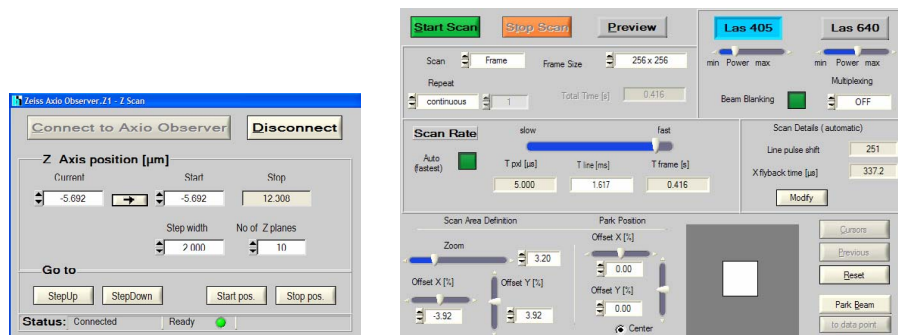 Zeiss Axio Observer.Z1 - Z Scan
Connect to Axio Observer
Disconnect
Z Axis position [µm]
Current Start Stop
-5.692 -5.692 12.308
Step width No of Z planes
2.000 10
Go to
StepUp StepDown Start pos. Stop pos.
Status: Connected Ready
Start Scan Stop Scan Preview
Scan Frame Frame Size 256 x 256
Repeat
continuous 1 Total Time [s] 0.416
Las 405 Las 640
min Power max min Power max
Multiplexing
Beam Blanking OFF
Scan Rate slow fast
Auto
(fastest)
T pxl [µs] T line [ms] T frame [s]
5.000 1.617 0.416
Scan Details (automatic)
Line pulse shift 251
X flyback time [µs] 337.2
Modify
Scan Area Definition Park Position
Zoom 3.20
Offset X [%] Offset Y [%]
-3.92 3.92
Offset X [%]
0.00
Offset Y [%]
0.00
Center
Cursors
Previous
Reset
Park Beam
to data point